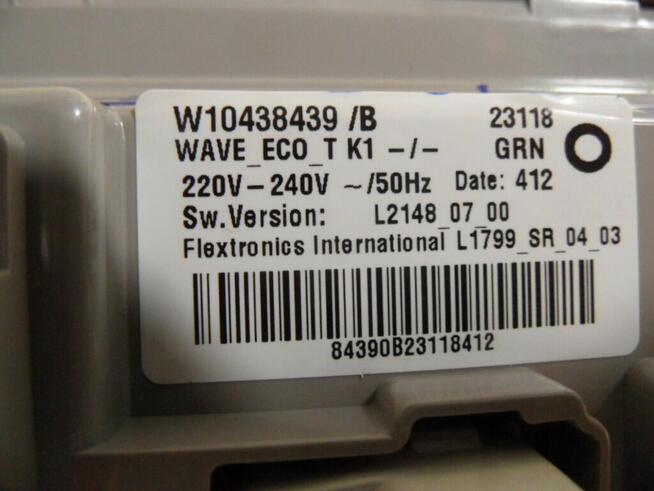 W10438439 /B 23118
WAVE_ECO_T K1 -/- GRN
220V-240V ~/50Hz Date: 412
Sw.Version: L2148_07_00
Flextronics International L1799_SR_04_03
84390B23118412